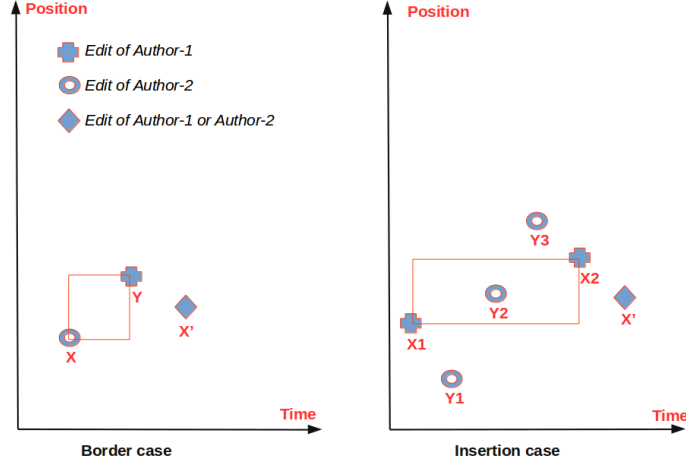 Position
Edit of Author-1
Edit of Author-2
Edit of Author-1 or Author-2
Y
X'
X
Time
Border case
Position
Y3
X2
Y2
X'
X1
Y1
Time
Insertion case